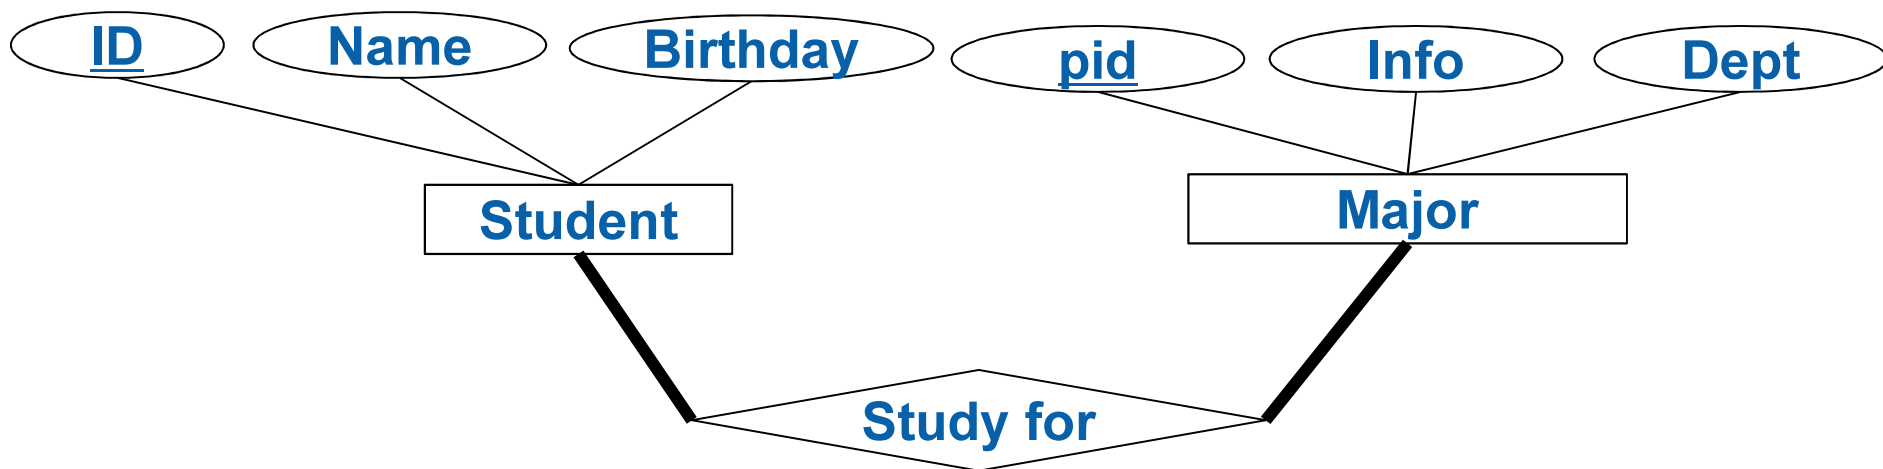 ID
Name
Birthday
pid
Info
Dept
Student
Major
Study for